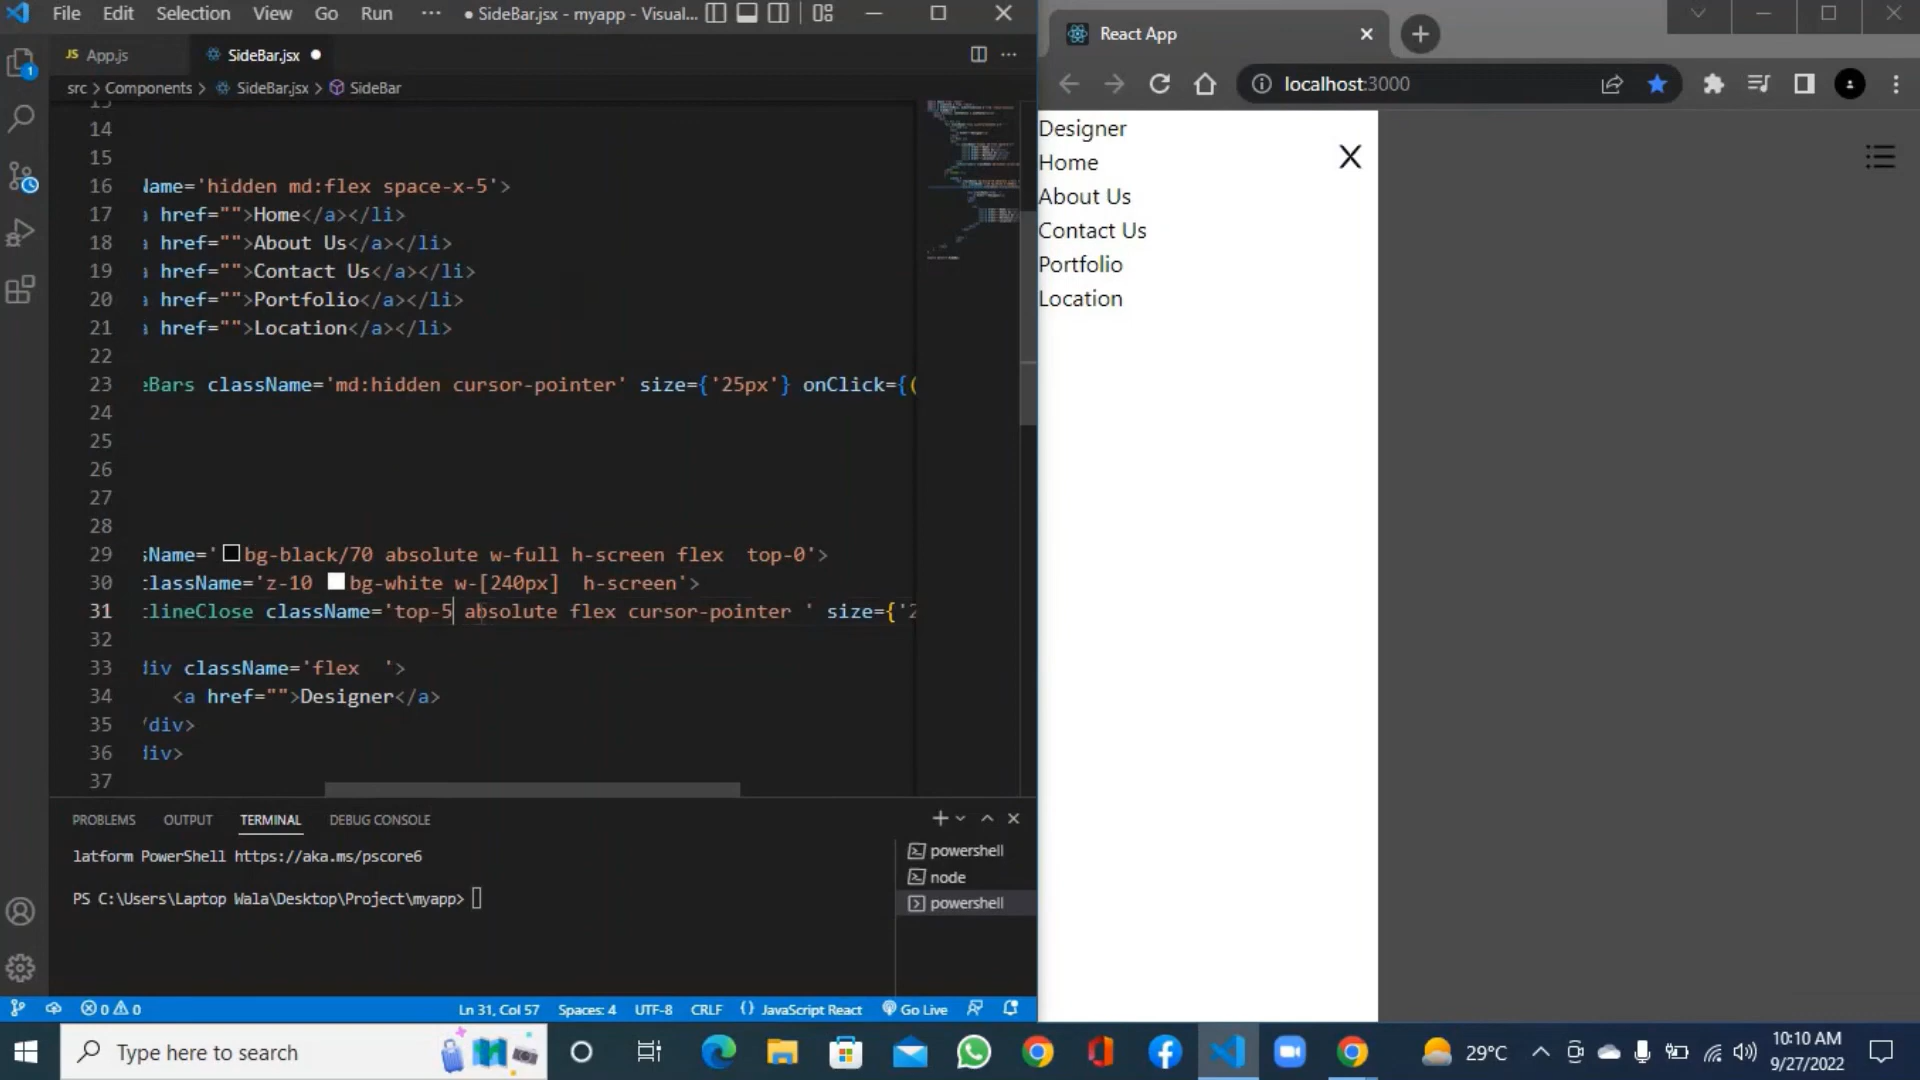 File Edit Selection View Go Run ··· ● SideBar.jsx - myapp - Visual...
JS App.js SideBar.jsx ●
src > Components > SideBar.jsx > SideBar
14
15
16 Name='hidden md:flex space-x-5'>
17 href="">Home</a></li>
18 href="">About Us</a></li>
19 href="">Contact Us</a></li>
20 href="">Portfolio</a></li>
21 href="">Location</a></li>
22
23 eBars className='md:hidden cursor-pointer' size={'25px'} onClick={(
24
25
26
27
28
29 sName='bg-black/70 absolute w-full h-screen flex  top-0'>
30 className='z-10 bg-white w-[240px]  h-screen'>
31 lineClose className='top-5 absolute flex cursor-pointer ' size={'2
32
33 div className='flex  '>
34 <a href="">Designer</a>
35 /div>
36 div>
37
PROBLEMS OUTPUT TERMINAL DEBUG CONSOLE
latform PowerShell https://aka.ms/pscore6
PS C:\Users\Laptop Wala\Desktop\Project\myapp>
powershell
node
powershell
1
0 0 Ln 31, Col 57 Spaces: 4 UTF-8 CRLF {} JavaScript React Go Live
React App
localhost:3000
Designer
Home
About Us
Contact Us
Portfolio
Location
X
Type here to search
29°C
10:10 AM
9/27/2022